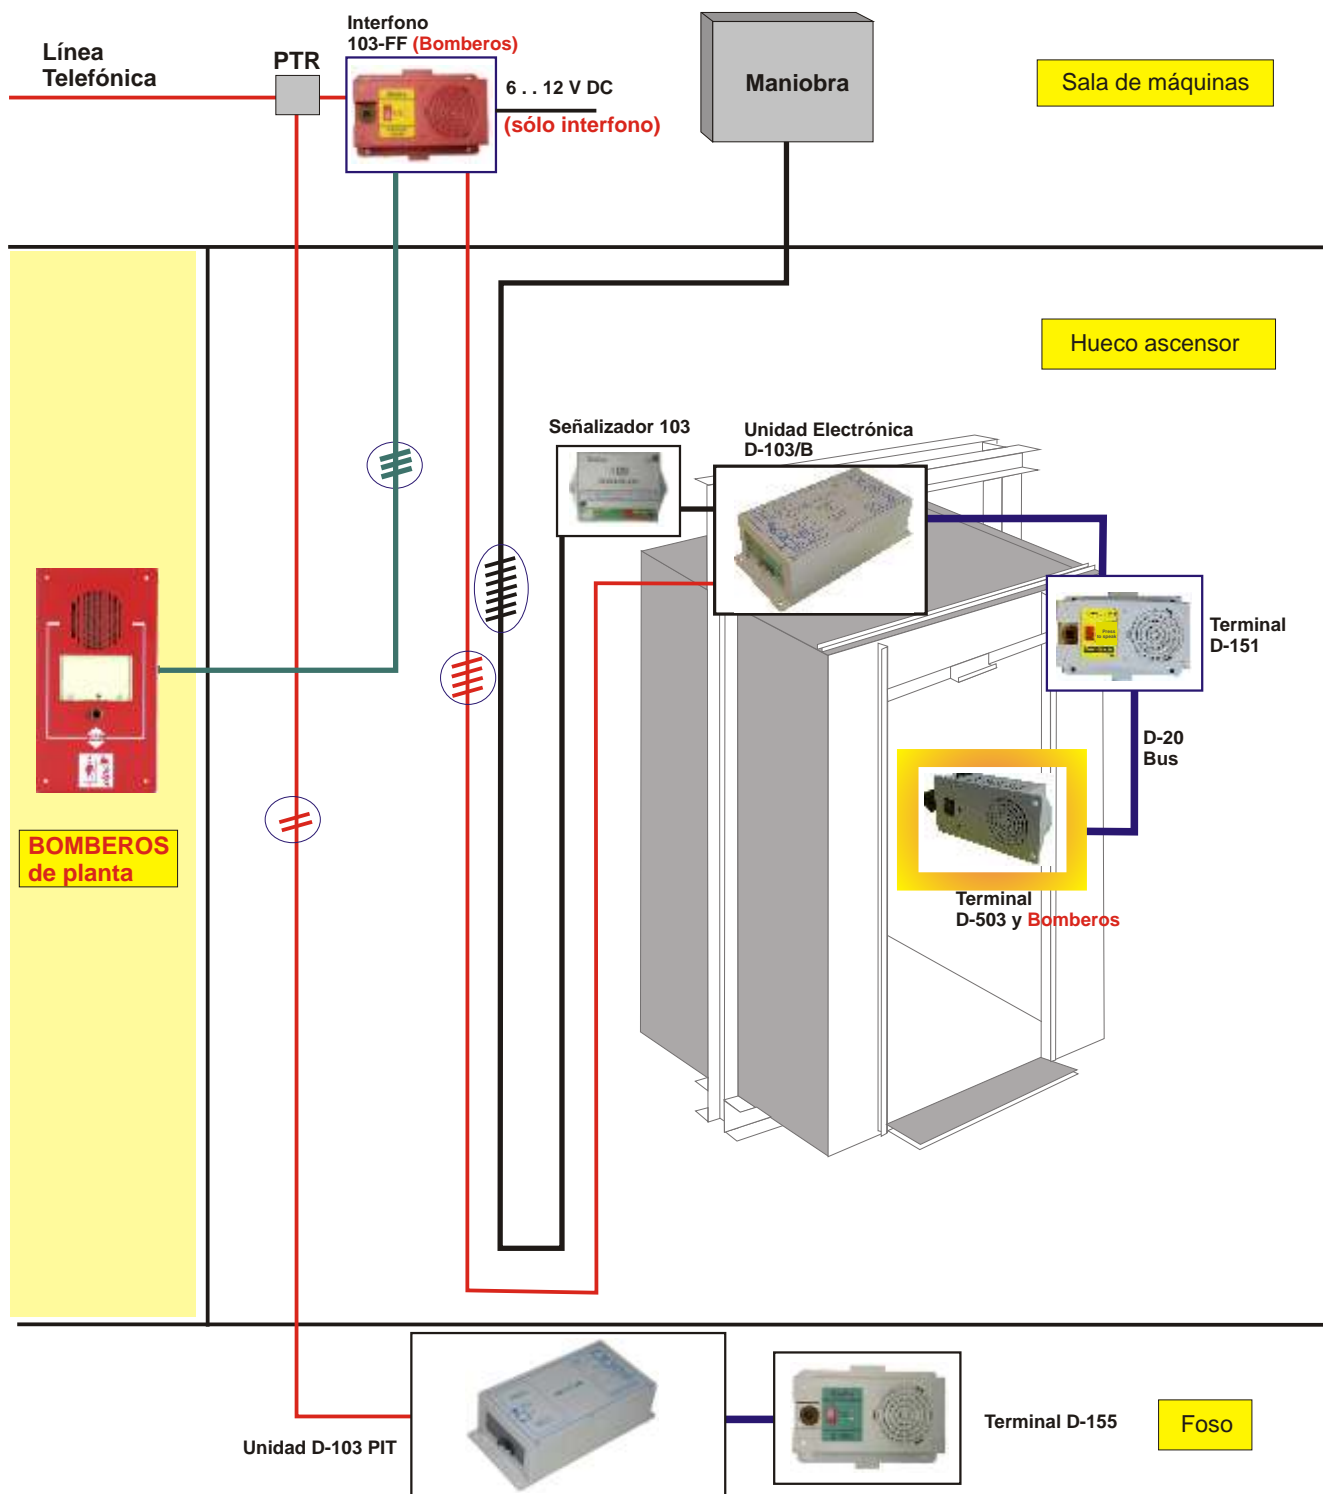 Interfono
103-FF (Bomberos)
Línea
Telefónica
PTR
6 . . 12 V DC
(sólo interfono)
Maniobra
Sala de máquinas
Hueco ascensor
Señalizador 103
Unidad Electrónica
D-103/B
Terminal
D-151
D-20
Bus
BOMBEROS
de planta
Terminal
D-503 y Bomberos
Unidad D-103 PIT
Terminal D-155
Foso